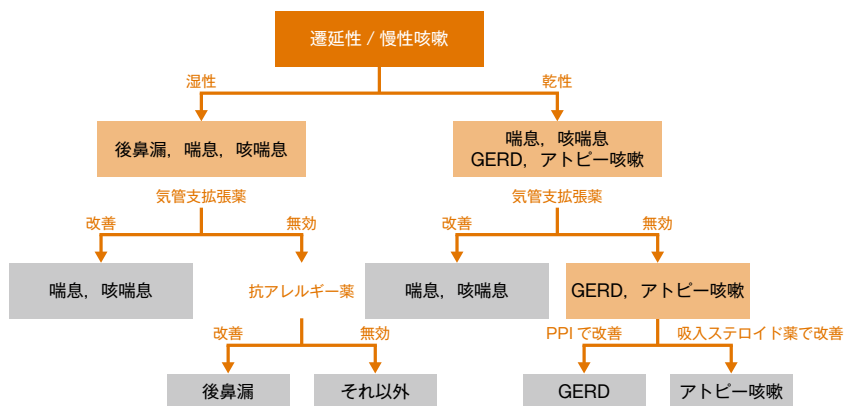 遷延性 / 慢性咳嗽
湿性
乾性
後鼻漏，喘息，咳喘息
喘息，咳喘息
GERD，アトピー咳嗽
気管支拡張薬
気管支拡張薬
改善
無効
改善
無効
喘息，咳喘息
抗アレルギー薬
喘息，咳喘息
GERD，アトピー咳嗽
改善
無効
PPI で改善
吸入ステロイド薬で改善
後鼻漏
それ以外
GERD
アトピー咳嗽